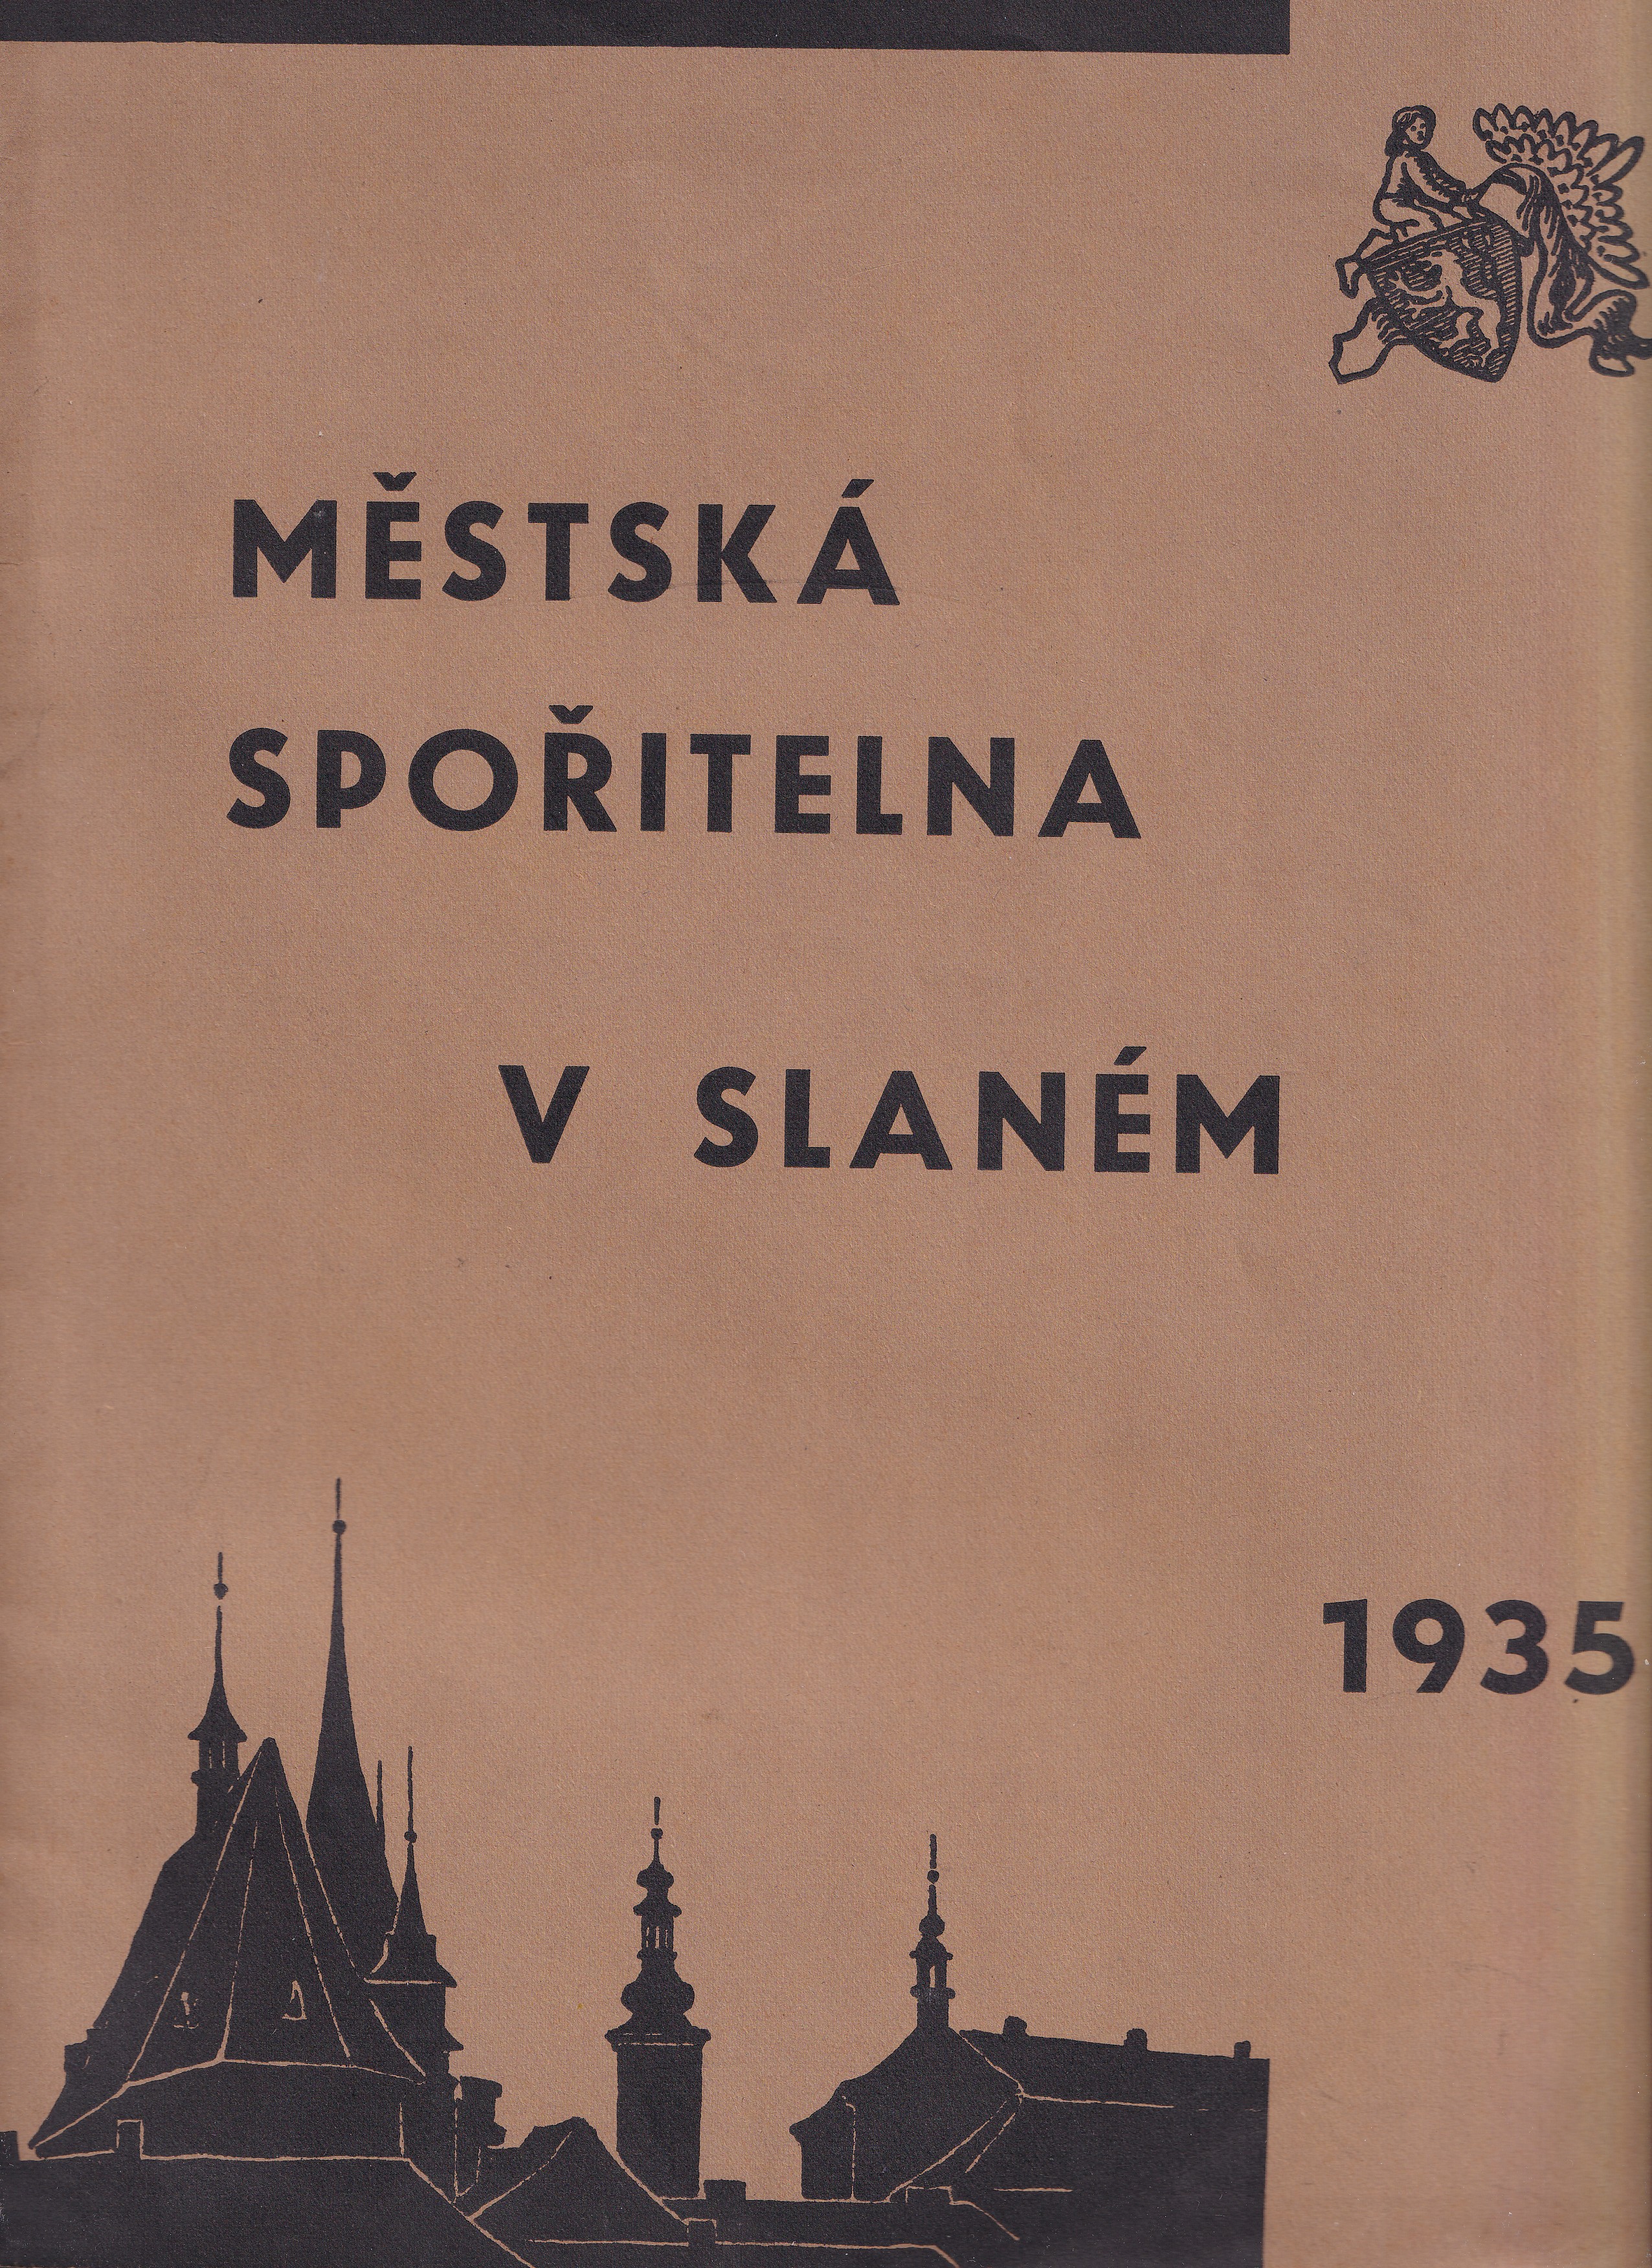 MĚSTSKÁ
SPOŘITELNA
V SLANÉM
1935